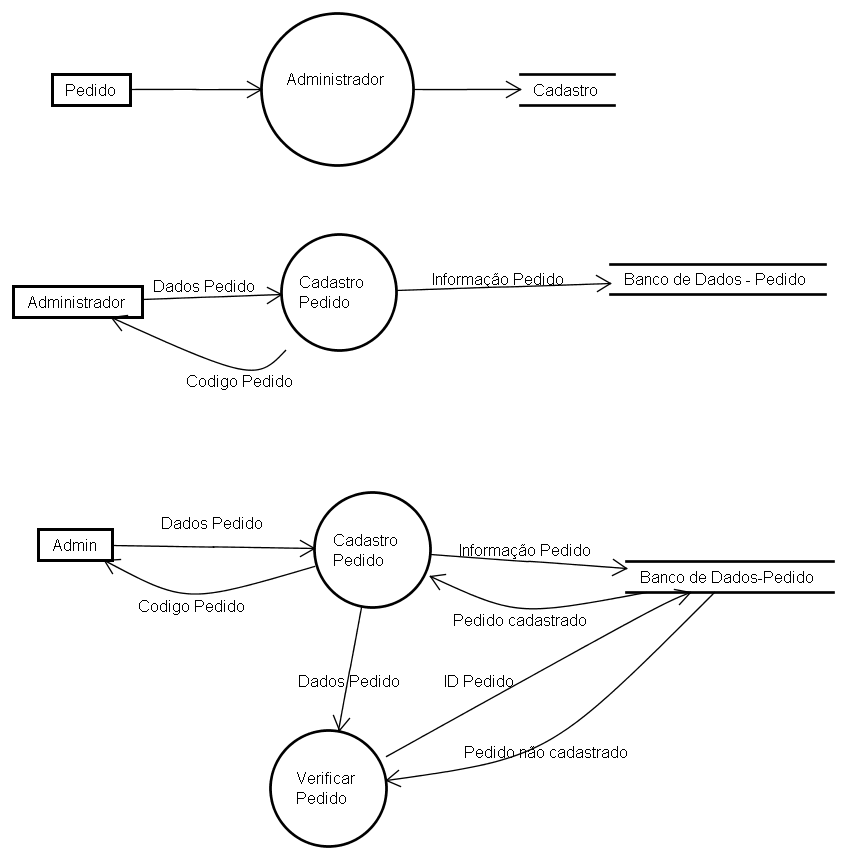 Pedido
Administrador
Cadastro
Dados Pedido
Cadastro
Pedido
Informação Pedido
Banco de Dados - Pedido
Administrador
Codigo Pedido
Dados Pedido
Admin
Cadastro
Pedido
Informação Pedido
Banco de Dados-Pedido
Codigo Pedido
Pedido cadastrado
Dados Pedido
ID Pedido
Pedido não cadastrado
Verificar
Pedido